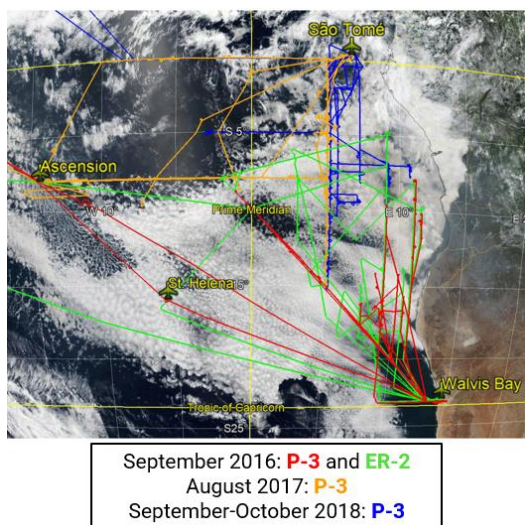 São Tomé
S 5
Ascension
W 10°
Prime Meridian
E 10°
St. Helena
5°
Walvis Bay
Tropic of Capricorn
S25°
September 2016: P-3 and ER-2
August 2017: P-3
September-October 2018: P-3